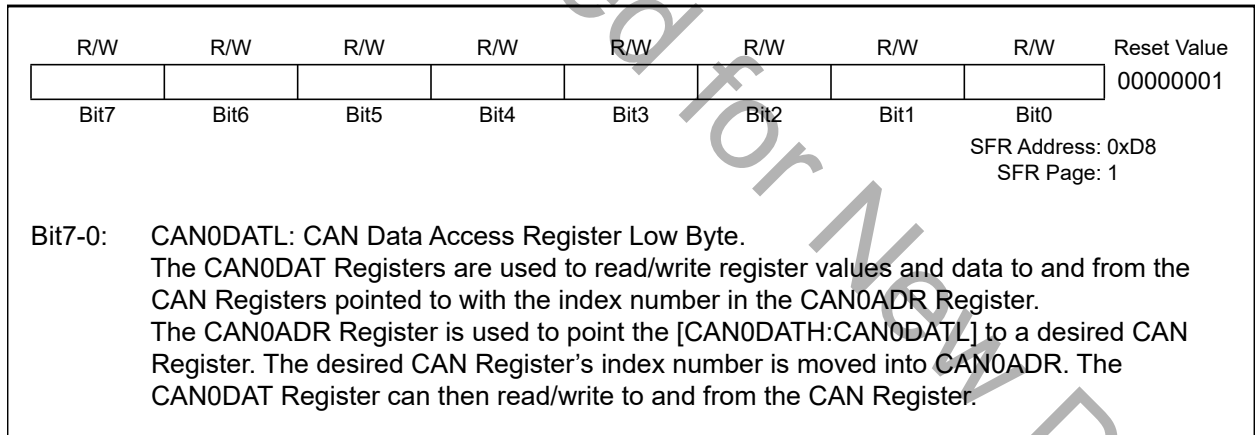 R/W R/W R/W R/W R/W R/W R/W R/W Reset Value
00000001
Bit7 Bit6 Bit5 Bit4 Bit3 Bit2 Bit1 Bit0
SFR Address: 0xD8
SFR Page: 1
Bit7-0: CAN0DATL: CAN Data Access Register Low Byte.
The CAN0DAT Registers are used to read/write register values and data to and from the
CAN Registers pointed to with the index number in the CAN0ADR Register.
The CAN0ADR Register is used to point the [CAN0DATH:CAN0DATL] to a desired CAN
Register. The desired CAN Register’s index number is moved into CAN0ADR. The
CAN0DAT Register can then read/write to and from the CAN Register.
for New